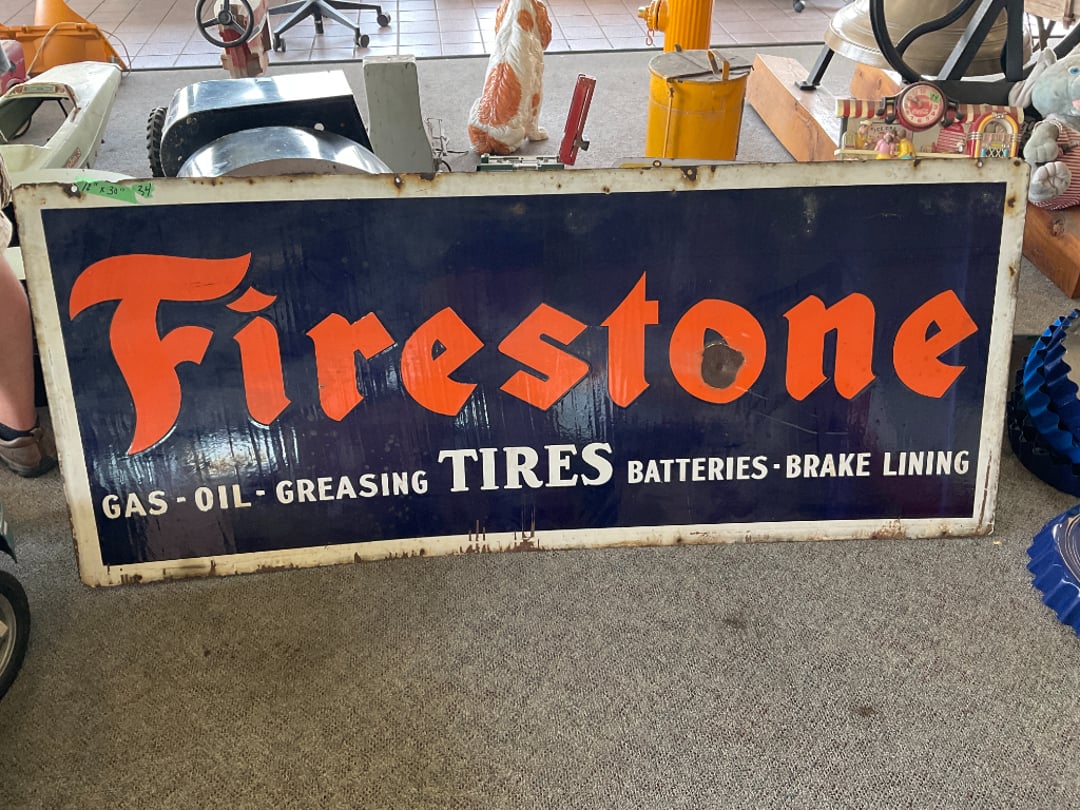 Firestone
GAS - OIL - GREASING TIRES BATTERIES - BRAKE LINING